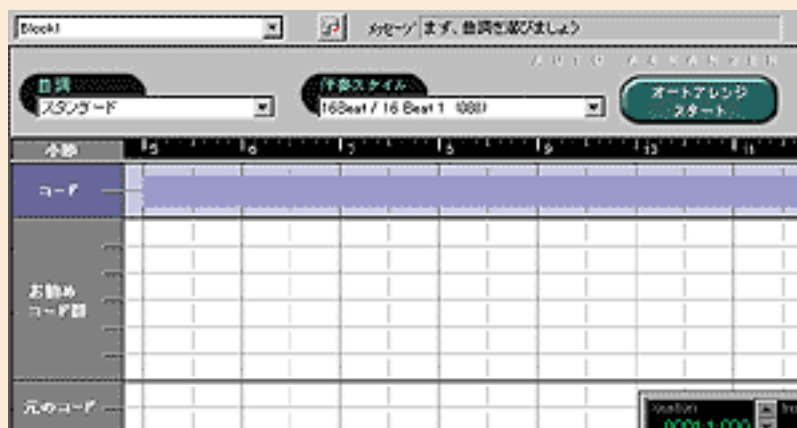 Block1
メッセージ まず、曲調を選びましょう
AUTO ARRANGER
曲調
伴奏スタイル
スタンダード
16Beat / 16 Beat 1 (088)
オートアレンジ
スタート
小節
5 6 7 8 9 10 11
コード
お勧め
コード群
元のコード
location
0001:1:000